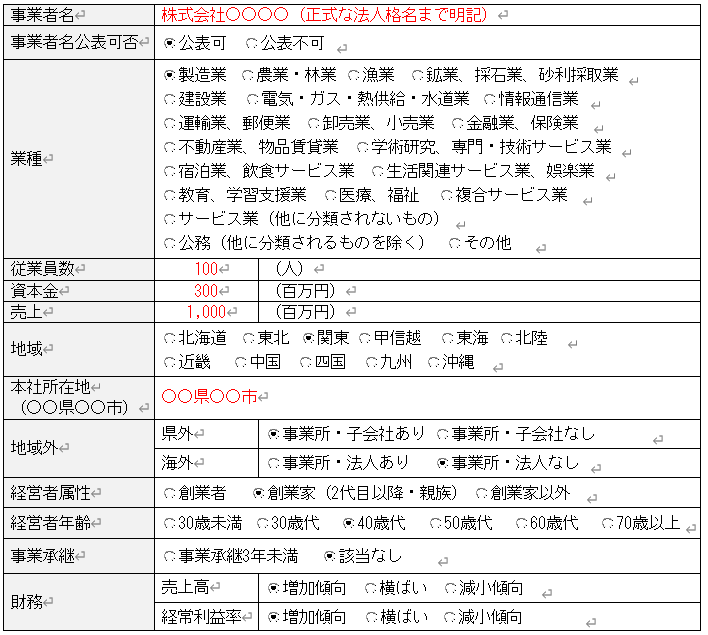 事業者名↵ 株式会社〇〇〇〇（正式な法人格名まで明記）↵
事業者名公表可否↵ ◉公表可 ○公表不可 ↵
業種↵ ◉製造業 ○農業・林業 ○漁業 ○鉱業、採石業、砂利採取業 ↵
○建設業 ○電気・ガス・熱供給・水道業 ○情報通信業 ↵
○運輸業、郵便業 ○卸売業、小売業 ○金融業、保険業 ↵
○不動産業、物品賃貸業 ○学術研究、専門・技術サービス業 ↵
○宿泊業、飲食サービス業 ○生活関連サービス業、娯楽業 ↵
○教育、学習支援業 ○医療、福祉 ○複合サービス業 ↵
○サービス業（他に分類されないもの） ↵
○公務（他に分類されるものを除く） ○その他 ↵
従業員数↵ 100↵ （人）↵
資本金↵ 300↵ （百万円）↵
売上↵ 1,000↵ （百万円）↵
地域↵ ○北海道 ○東北 ◉関東 ○甲信越 ○東海 ○北陸 ↵
○近畿 ○中国 ○四国 ○九州 ○沖縄 ↵
本社所在地↵
（〇〇県〇〇市）↵ 〇〇県〇〇市↵
地域外↵ 県外↵ ◉事業所・子会社あり ○事業所・子会社なし ↵
海外↵ ○事業所・法人あり ◉事業所・法人なし ↵
経営者属性↵ ○創業者 ◉創業家（2代目以降・親族） ○創業家以外 ↵
経営者年齢↵ ○30歳未満 ○30歳代 ◉40歳代 ○50歳代 ○60歳代 ○70歳以上 ↵
事業承継↵ ○事業承継3年未満 ◉該当なし ↵
財務↵ 売上高↵ ◉増加傾向 ○横ばい ○減小傾向 ↵
経常利益率↵ ◉増加傾向 ○横ばい ○減小傾向 ↵